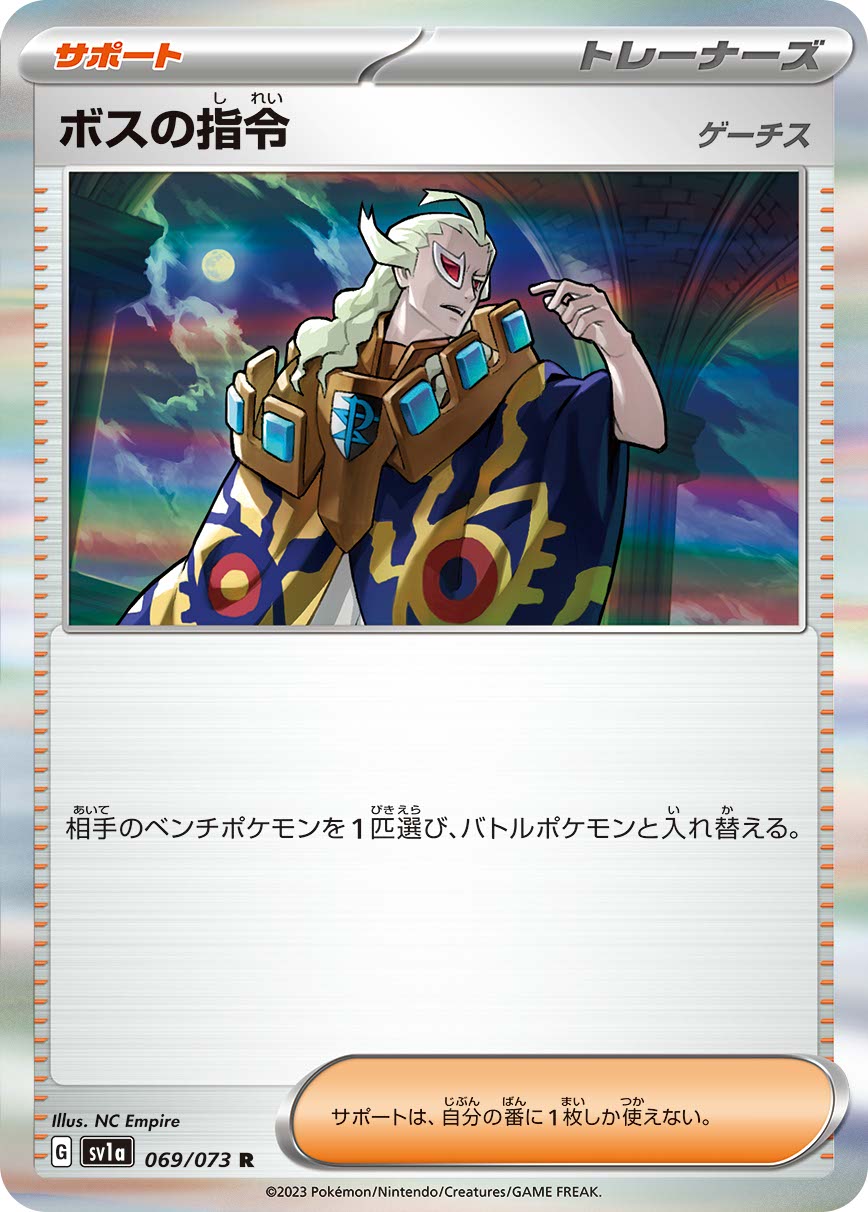 サポート
トレーナーズ
し れい
ボスの指令
ゲーチス
あいて ぴきえら い か
相手のベンチポケモンを1匹選び、バトルポケモンと入れ替える。
じぶん ばん まい つか
サポートは、自分の番に1枚しか使えない。
Illus. NC Empire
G sv1a 069/073 R
©2023 Pokémon/Nintendo/Creatures/GAME FREAK.